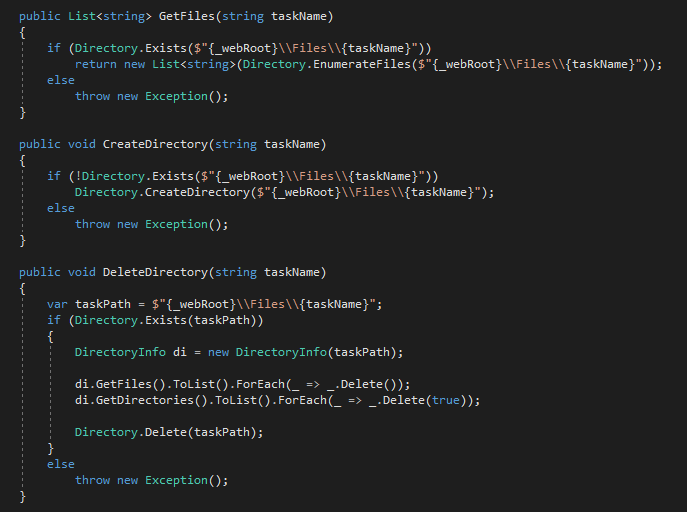 public List<string> GetFiles(string taskName)
{
if (Directory.Exists($"{_webRoot}\\Files\\{taskName}"))
return new List<string>(Directory.EnumerateFiles($"{_webRoot}\\Files\\{taskName}"));
else
throw new Exception();
}
public void CreateDirectory(string taskName)
{
if (!Directory.Exists($"{_webRoot}\\Files\\{taskName}"))
Directory.CreateDirectory($"{_webRoot}\\Files\\{taskName}");
else
throw new Exception();
}
public void DeleteDirectory(string taskName)
{
var taskPath = $"{_webRoot}\\Files\\{taskName}";
if (Directory.Exists(taskPath))
{
DirectoryInfo di = new DirectoryInfo(taskPath);
di.GetFiles().ToList().ForEach(_ => _.Delete());
di.GetDirectories().ToList().ForEach(_ => _.Delete(true));
Directory.Delete(taskPath);
}
else
throw new Exception();
}